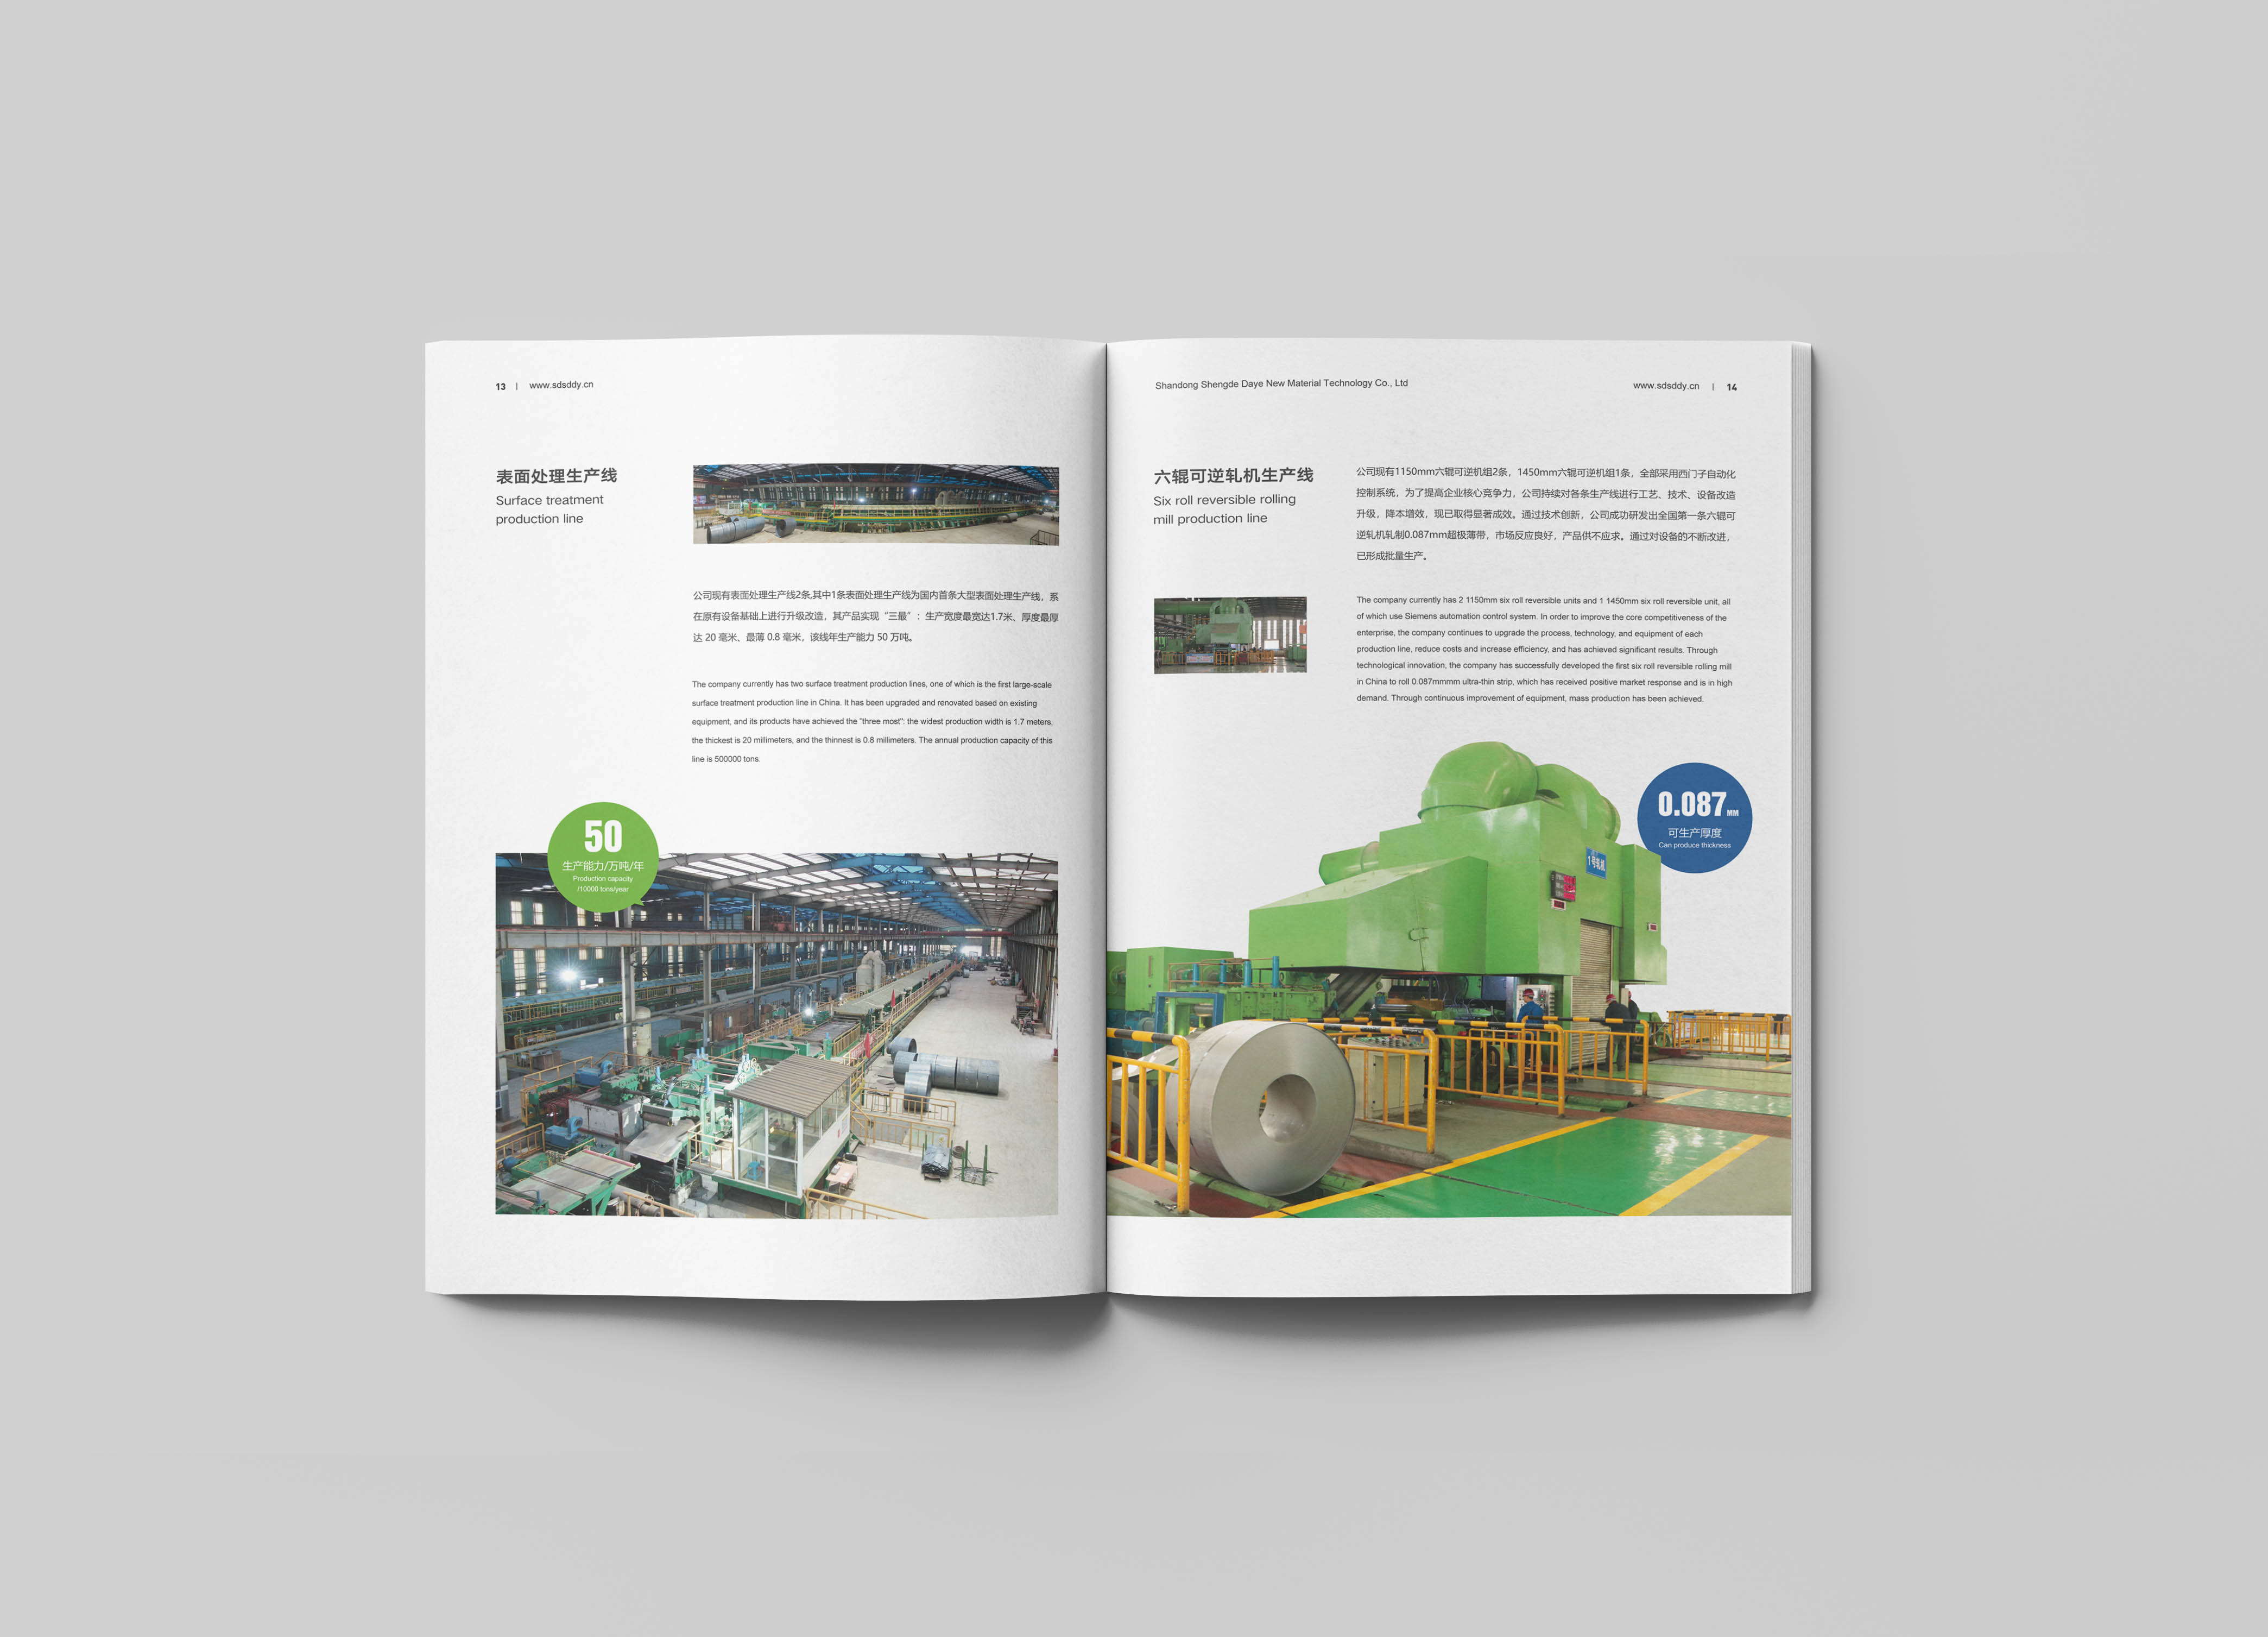 13 | www.sdsddy.cn
表面处理生产线
Surface treatment
production line
公司现有表面处理生产线2条,其中1条表面处理生产线为国内首条大型表面处理生产线，系
在原有设备基础上进行升级改造，其产品实现“三最”：生产宽度最宽达1.7米、厚度最厚
达 20 毫米、最薄 0.8 毫米，该线年生产能力 50 万吨。
The company currently has two surface treatment production lines, one of which is the first large-scale
surface treatment production line in China. It has been upgraded and renovated based on existing
equipment, and its products have achieved the "three most": the widest production width is 1.7 meters,
the thickest is 20 millimeters, and the thinnest is 0.8 millimeters. The annual production capacity of this
line is 500000 tons.
50
生产能力/万吨/年
Production capacity
/10000 tons/year
Shandong Shengde Daye New Material Technology Co., Ltd
www.sdsddy.cn | 14
六辊可逆轧机生产线
Six roll reversible rolling
mill production line
公司现有1150mm六辊可逆机组2条，1450mm六辊可逆机组1条，全部采用西门子自动化
控制系统，为了提高企业核心竞争力，公司持续对各条生产线进行工艺、技术、设备改造
升级，降本增效，现已取得显著成效。通过技术创新，公司成功研发出全国第一条六辊可
逆轧机轧制0.087mm超极薄带，市场反应良好，产品供不应求。通过对设备的不断改进，
已形成批量生产。
The company currently has 2 1150mm six roll reversible units and 1 1450mm six roll reversible unit, all
of which use Siemens automation control system. In order to improve the core competitiveness of the
enterprise, the company continues to upgrade the process, technology, and equipment of each
production line, reduce costs and increase efficiency, and has achieved significant results. Through
technological innovation, the company has successfully developed the first six roll reversible rolling mill
in China to roll 0.087mmmm ultra-thin strip, which has received positive market response and is in high
demand. Through continuous improvement of equipment, mass production has been achieved.
0.087MM
可生产厚度
Can produce thickness
1号轧机